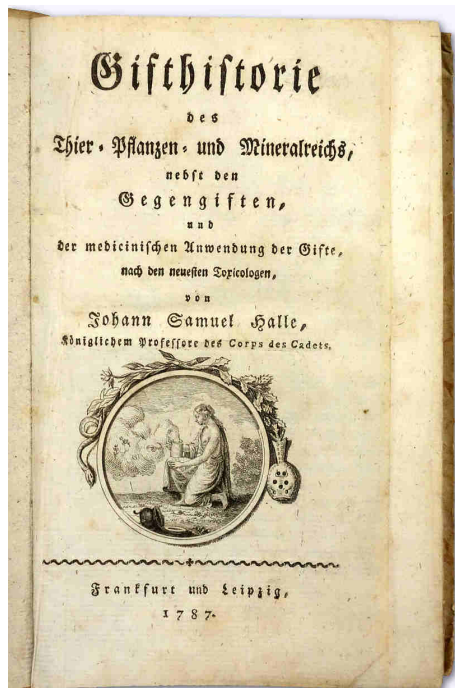 Gifthistorie
des
Thier- Pflanzen- und Mineralreichs,
nebst den
Gegengiften,
und
der medicinischen Anwendung der Gifte,
nach den neuesten Toxicologen,
von
Johann Samuel Halle,
Königlichem Professore des Corps des Cadets.
Frankfurt und Leipzig,
1787.